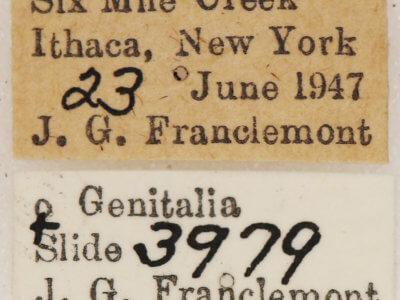 Six Mile Creek
Ithaca, New York
23 June 1947
J. G. Franclemont
♀ Genitalia
Slide 3979
J. G. Franclemont